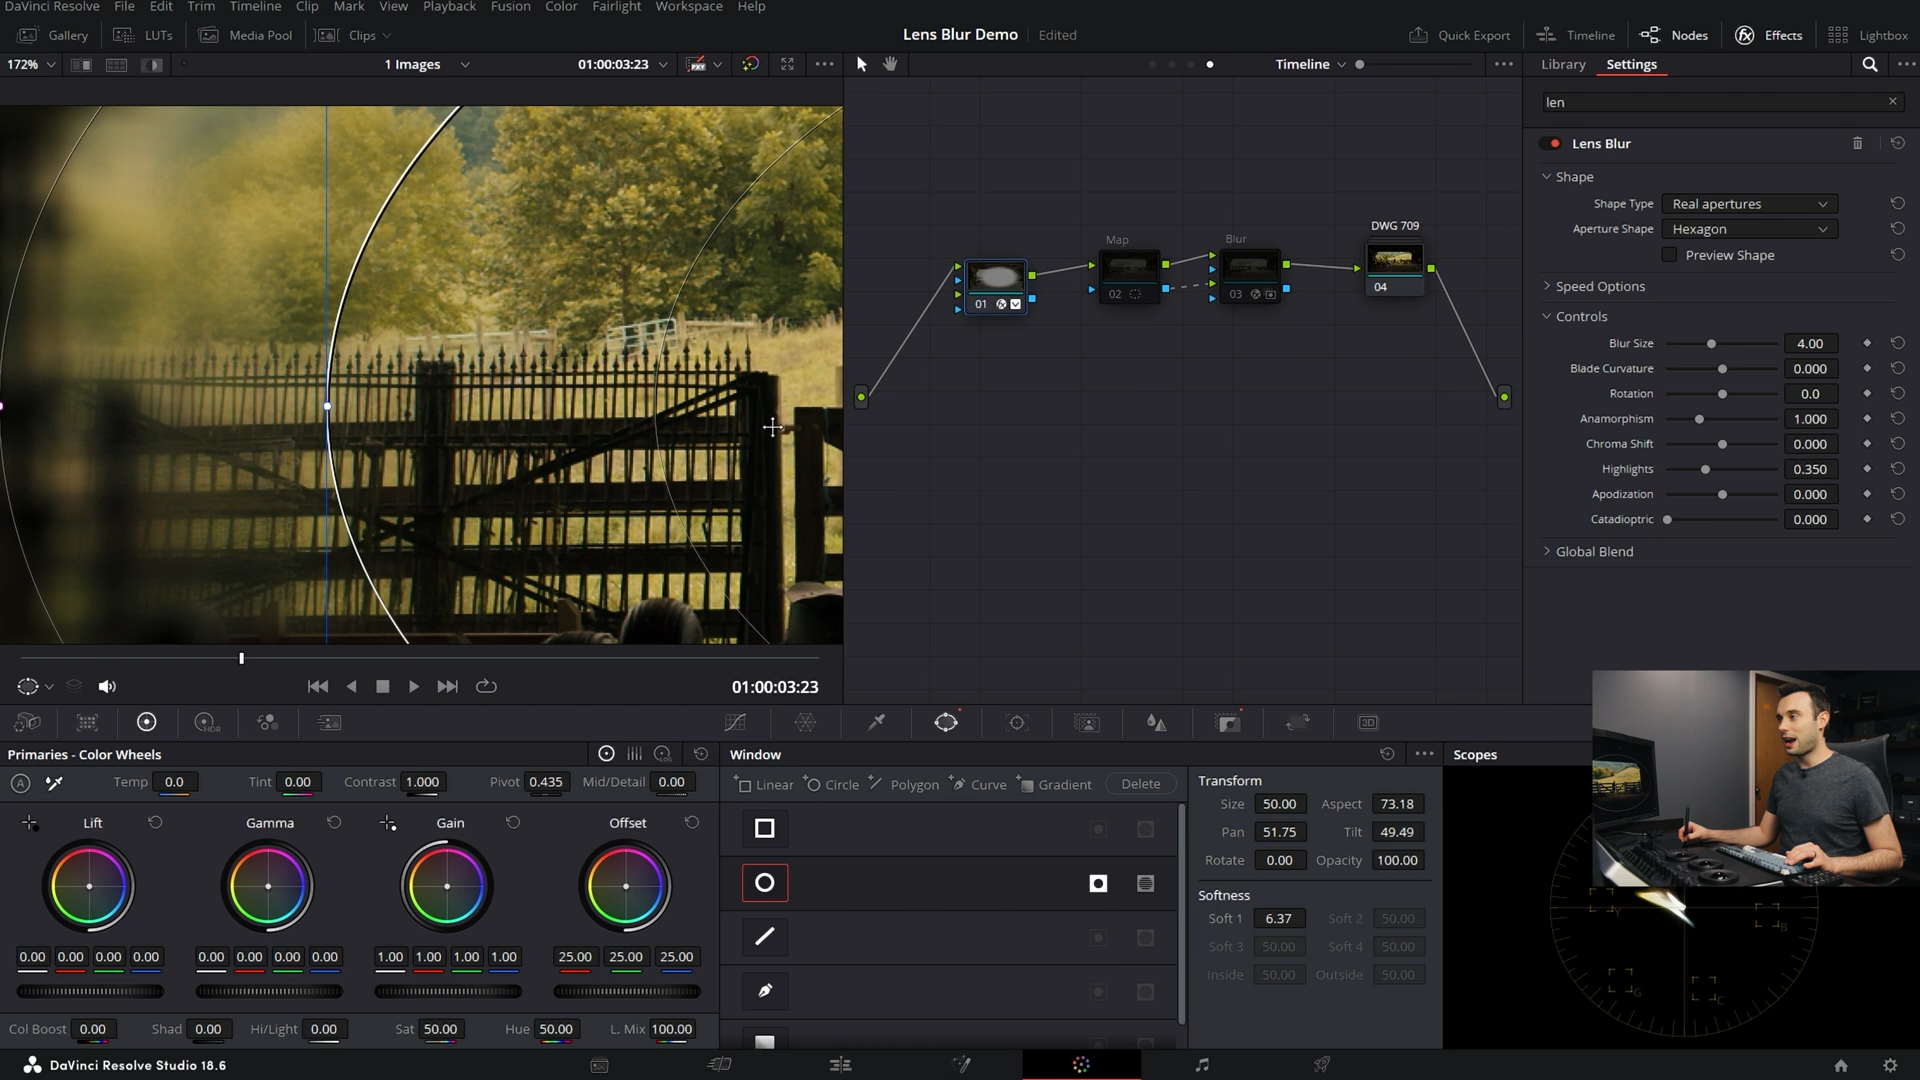 DaVinci Resolve File Edit Trim Timeline Clip Mark View Playback Fusion Color Fairlight Workspace Help
Gallery LUTs Media Pool Clips Lens Blur Demo Edited Quick Export Timeline Nodes Effects Lightbox
172% 1 Images 01:00:03:23 PXY Timeline Library Settings
len
Lens Blur
Shape
Shape Type Real apertures
Aperture Shape Hexagon
Preview Shape
Speed Options
Controls
Blur Size 4.00
Blade Curvature 0.000
Rotation 0.0
Anamorphism 1.000
Chroma Shift 0.000
Highlights 0.350
Apodization 0.000
Catadioptric 0.000
Global Blend
DWG 709
Map Blur
01 02 03 04
01:00:03:23
HDR 3D
Primaries - Color Wheels LOG
A Temp 0.0 Tint 0.00 Contrast 1.000 Pivot 0.435 Mid/Detail 0.00
Lift Gamma Gain Offset
0.00 0.00 0.00 0.00 0.00 0.00 0.00 0.00 1.00 1.00 1.00 1.00 25.00 25.00 25.00
Col Boost 0.00 Shad 0.00 Hi/Light 0.00 Sat 50.00 Hue 50.00 L. Mix 100.00
Window
Linear Circle Polygon Curve Gradient Delete
Transform
Size 50.00 Aspect 73.18
Pan 51.75 Tilt 49.49
Rotate 0.00 Opacity 100.00
Softness
Soft 1 6.37 Soft 2 50.00
Soft 3 50.00 Soft 4 50.00
Inside 50.00 Outside 50.00
Scopes
Y B
G C
DaVinci Resolve Studio 18.6